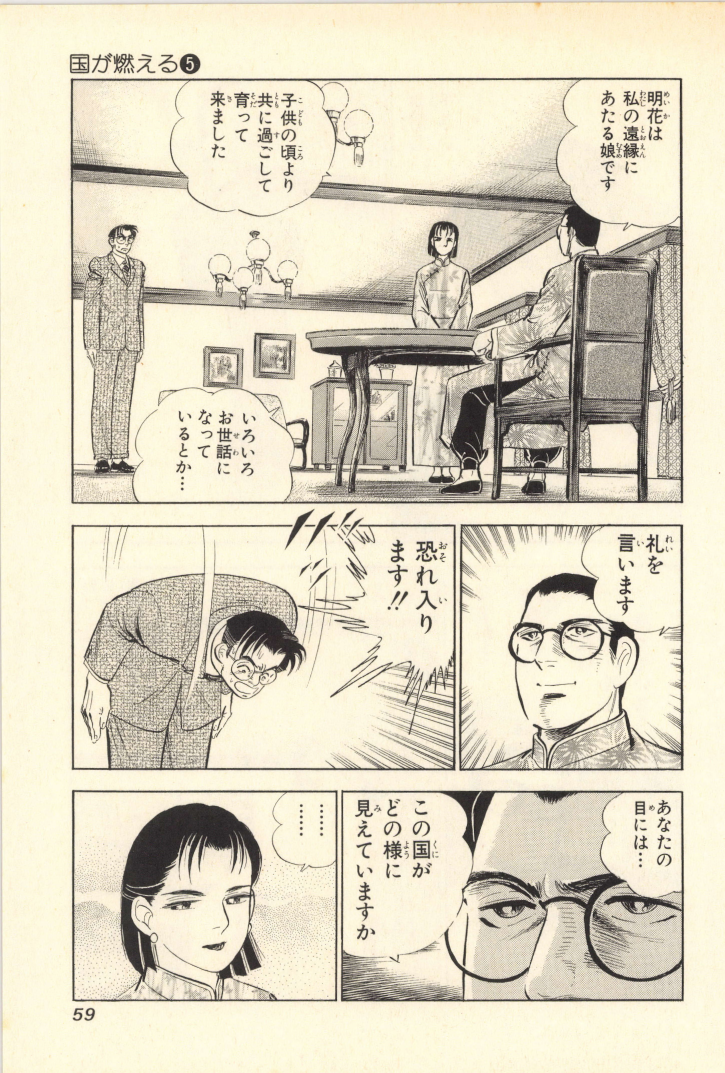 国が燃える❺
明花は
私の遠縁に
あたる娘です
子供の頃より
共に過ごして
育って
来ました
いろいろ
お世話に
なって
いるとか…
礼を
言います
恐れ入り
ます!!
あなたの
目には…
この国が
どの様に
見えていますか
……
……
59